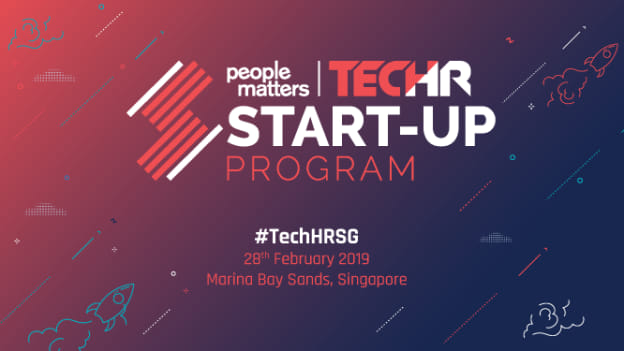 people matters | TECHR
START-UP
PROGRAM
#TechHRSG
28th February 2019
Marina Bay Sands, Singapore